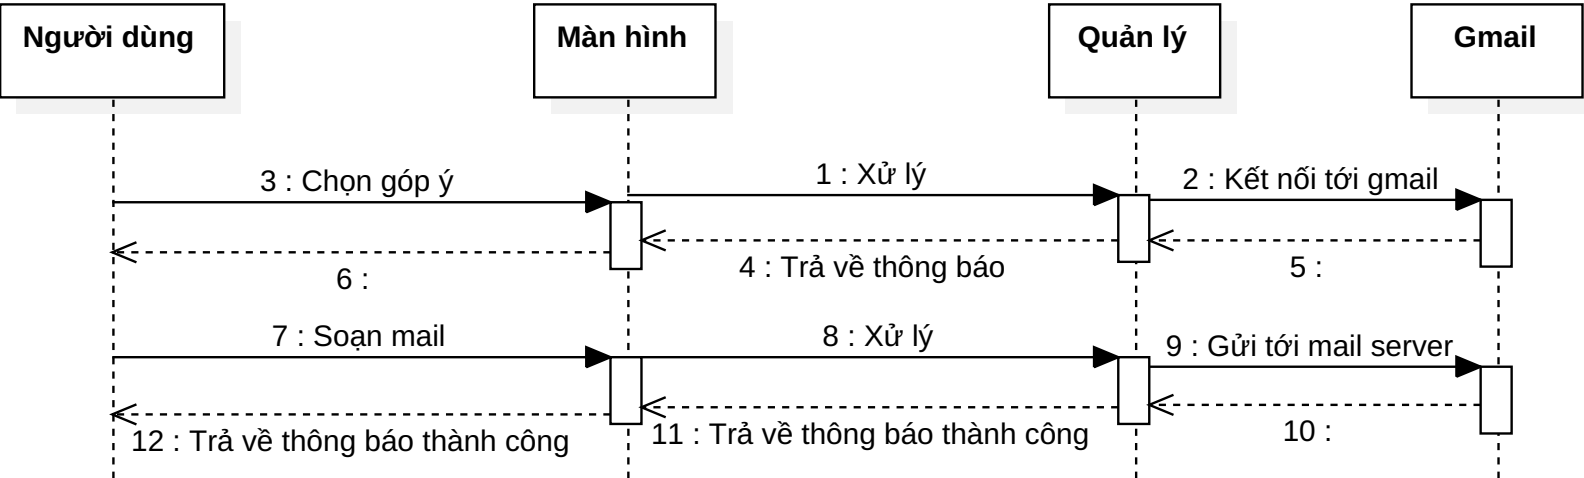 Người dùng
Màn hình
Quản lý
Gmail
3 : Chọn góp ý
1 : Xử lý
2 : Kết nối tới gmail
6 :
4 : Trả về thông báo
5 :
7 : Soạn mail
8 : Xử lý
9 : Gửi tới mail server
12 : Trả về thông báo thành công
11 : Trả về thông báo thành công
10 :